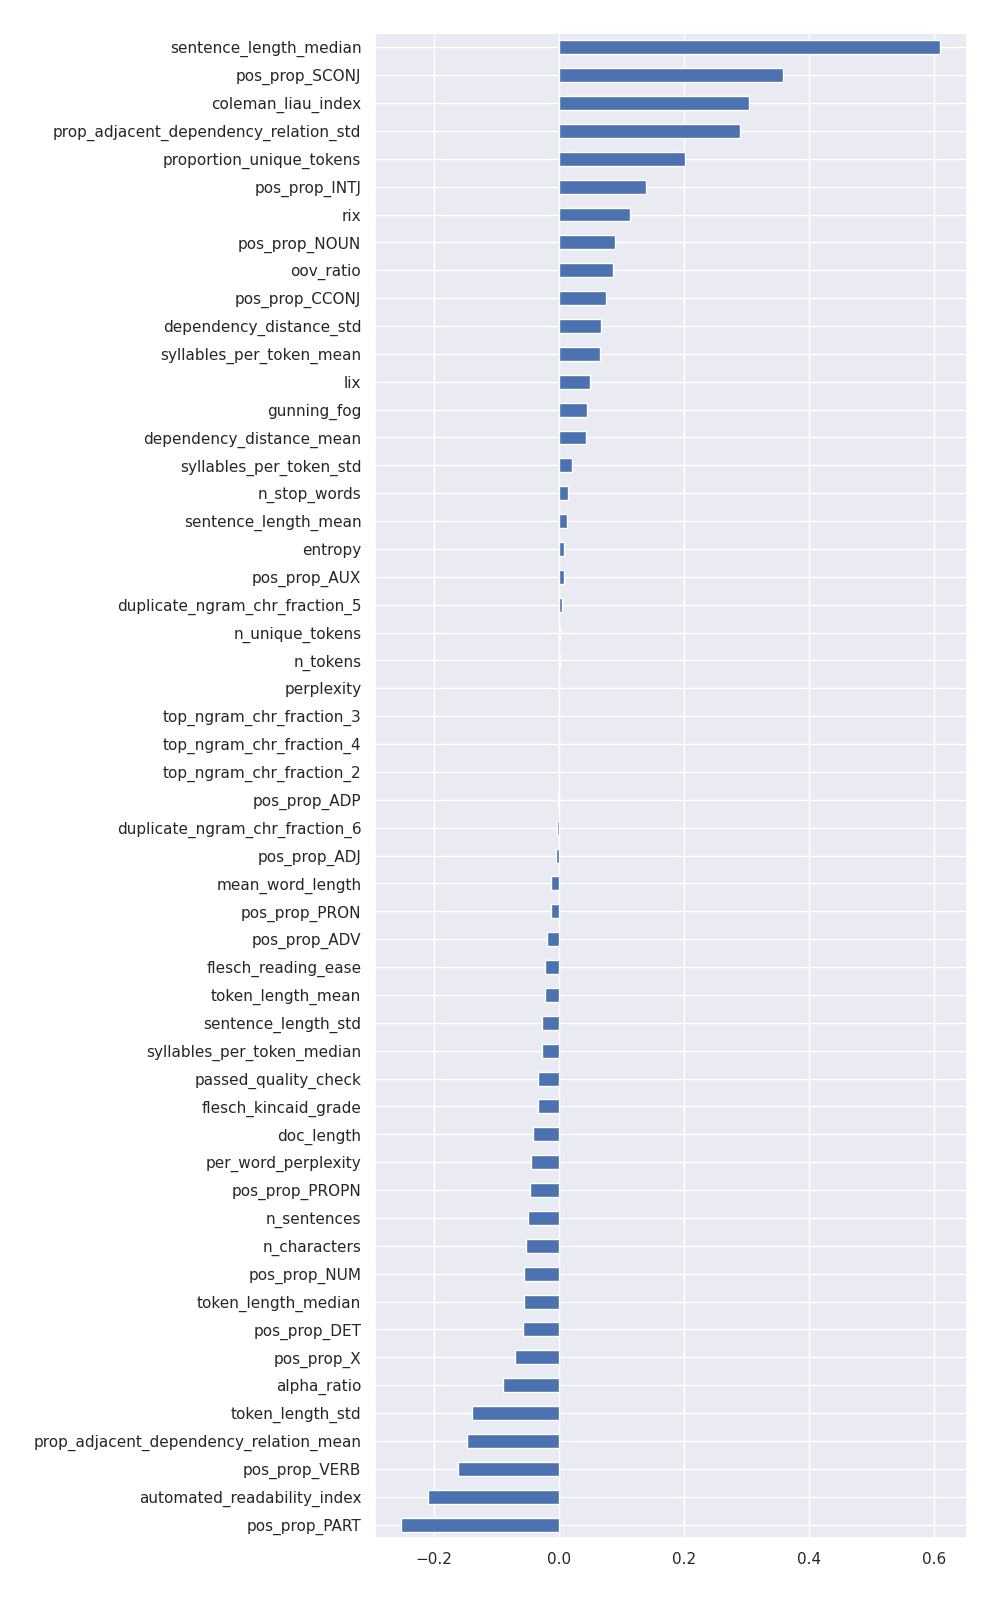 sentence_length_median
pos_prop_SCONJ
coleman_liau_index
prop_adjacent_dependency_relation_std
proportion_unique_tokens
pos_prop_INTJ
rix
pos_prop_NOUN
oov_ratio
pos_prop_CCONJ
dependency_distance_std
syllables_per_token_mean
lix
gunning_fog
dependency_distance_mean
syllables_per_token_std
n_stop_words
sentence_length_mean
entropy
pos_prop_AUX
duplicate_ngram_chr_fraction_5
n_unique_tokens
n_tokens
perplexity
top_ngram_chr_fraction_3
top_ngram_chr_fraction_4
top_ngram_chr_fraction_2
pos_prop_ADP
duplicate_ngram_chr_fraction_6
pos_prop_ADJ
mean_word_length
pos_prop_PRON
pos_prop_ADV
flesch_reading_ease
token_length_mean
sentence_length_std
syllables_per_token_median
passed_quality_check
flesch_kincaid_grade
doc_length
per_word_perplexity
pos_prop_PROPN
n_sentences
n_characters
pos_prop_NUM
token_length_median
pos_prop_DET
pos_prop_X
alpha_ratio
token_length_std
prop_adjacent_dependency_relation_mean
pos_prop_VERB
automated_readability_index
pos_prop_PART
−0.2 0.0 0.2 0.4 0.6